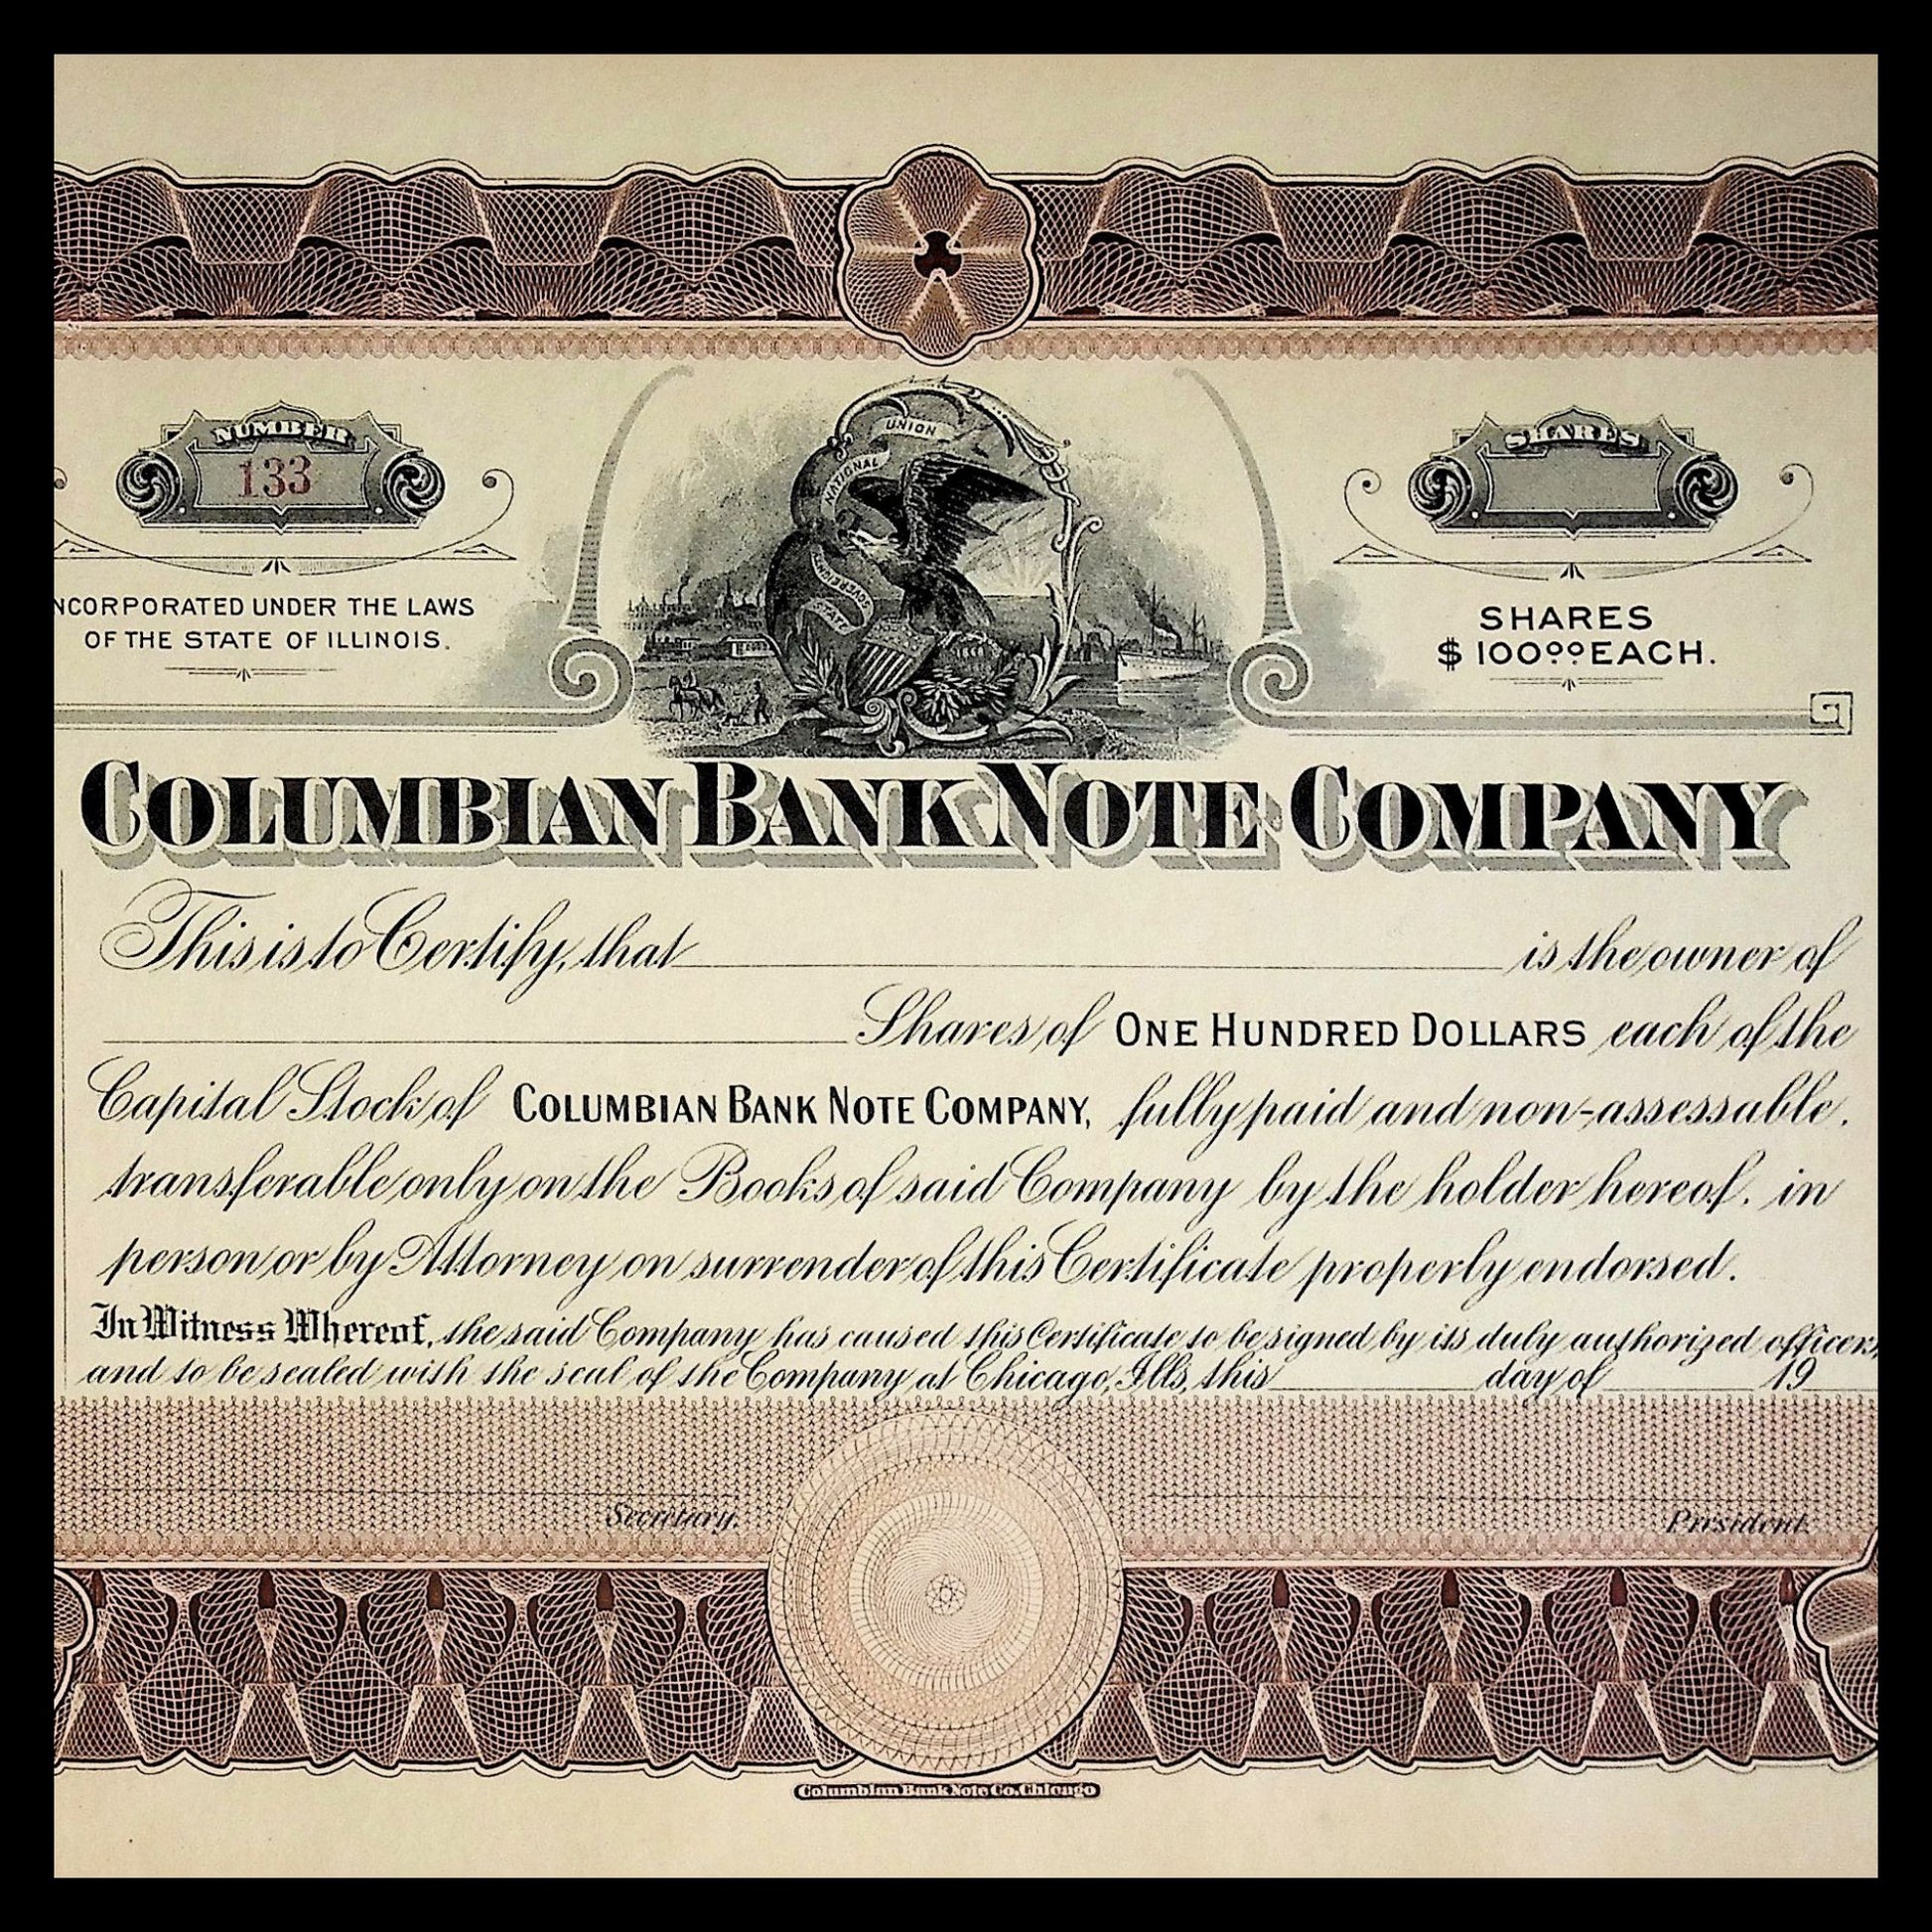 NUMBER
133
NCORPORATED UNDER THE LAWS
OF THE STATE OF ILLINOIS.
UNION
NATIONAL
SOVEREIGNTY
STATE
SHARES
SHARES
$100.00 EACH.
COLUMBIAN BANK NOTE COMPANY
This is to Certify, that is the owner of
Shares of ONE HUNDRED DOLLARS each of the
Capital Stock of COLUMBIAN BANK NOTE COMPANY, fully paid and non-assessable.
transferable only on the Books of said Company by the holder hereof. in
person or by Attorney on surrender of this Certificate properly endorsed.
In Witness Whereof, the said Company has caused this Certificate to be signed by its duly authorized officers,
and to be sealed with the seal of the Company at Chicago, Ills, this day of 19
Secretary.
President.
Columbian Bank Note Co. Chicago